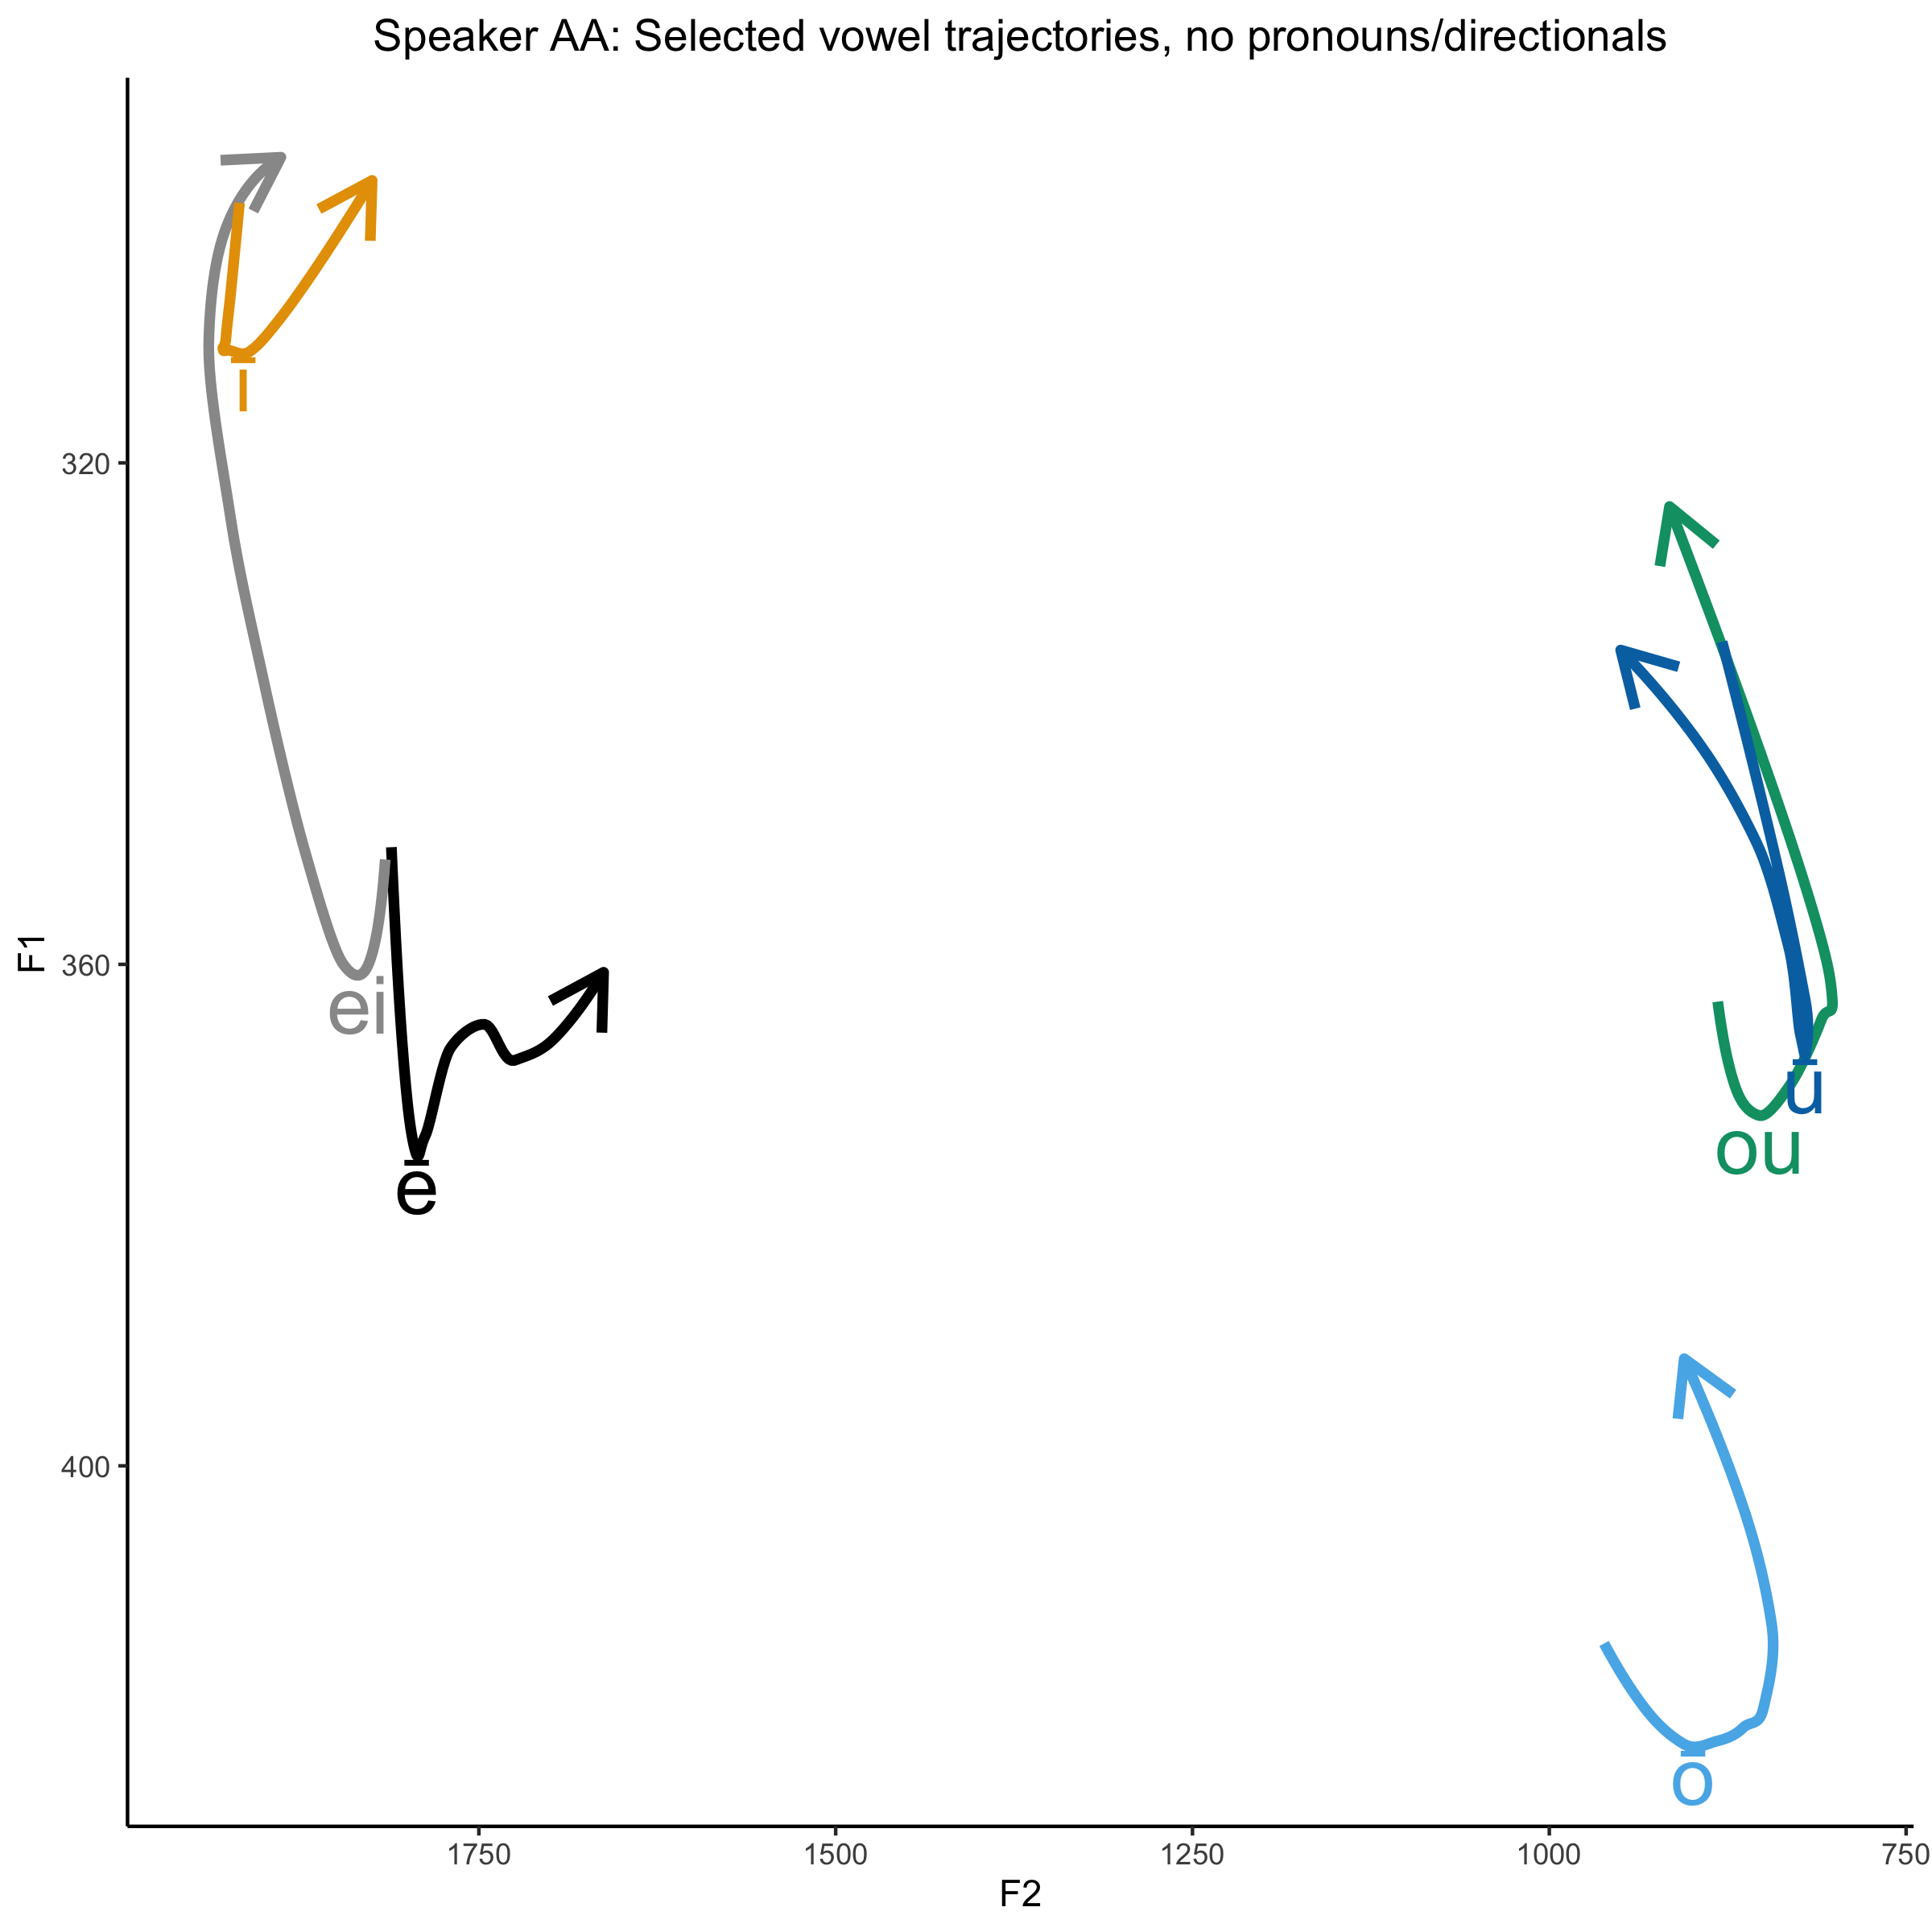 Speaker AA: Selected vowel trajectories, no pronouns/directionals
ī
320
ei
F1
360
ē
ū
ou
400
ō
1750
1500
1250
1000
750
F2